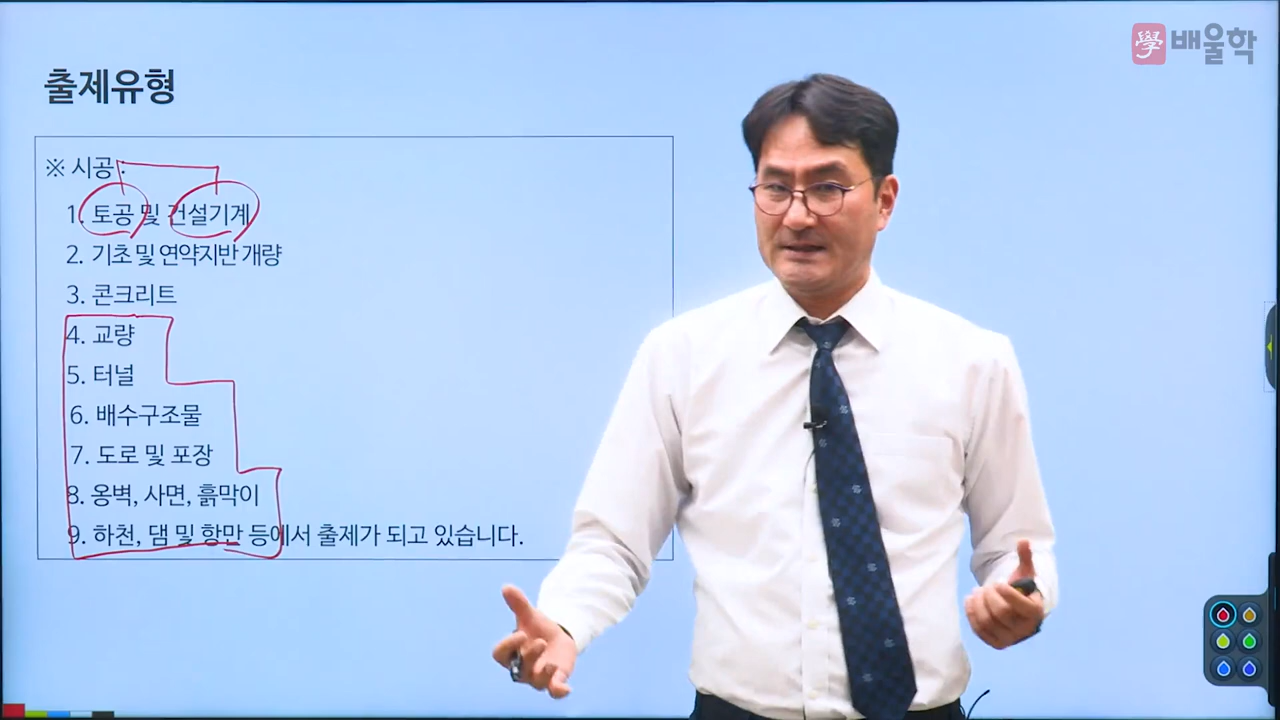 學 배울학
출제유형
※ 시공 :
1. 토공 및 건설기계
2. 기초 및 연약지반 개량
3. 콘크리트
4. 교량
5. 터널
6. 배수구조물
7. 도로 및 포장
8. 옹벽, 사면, 흙막이
9. 하천, 댐 및 항만 등에서 출제가 되고 있습니다.